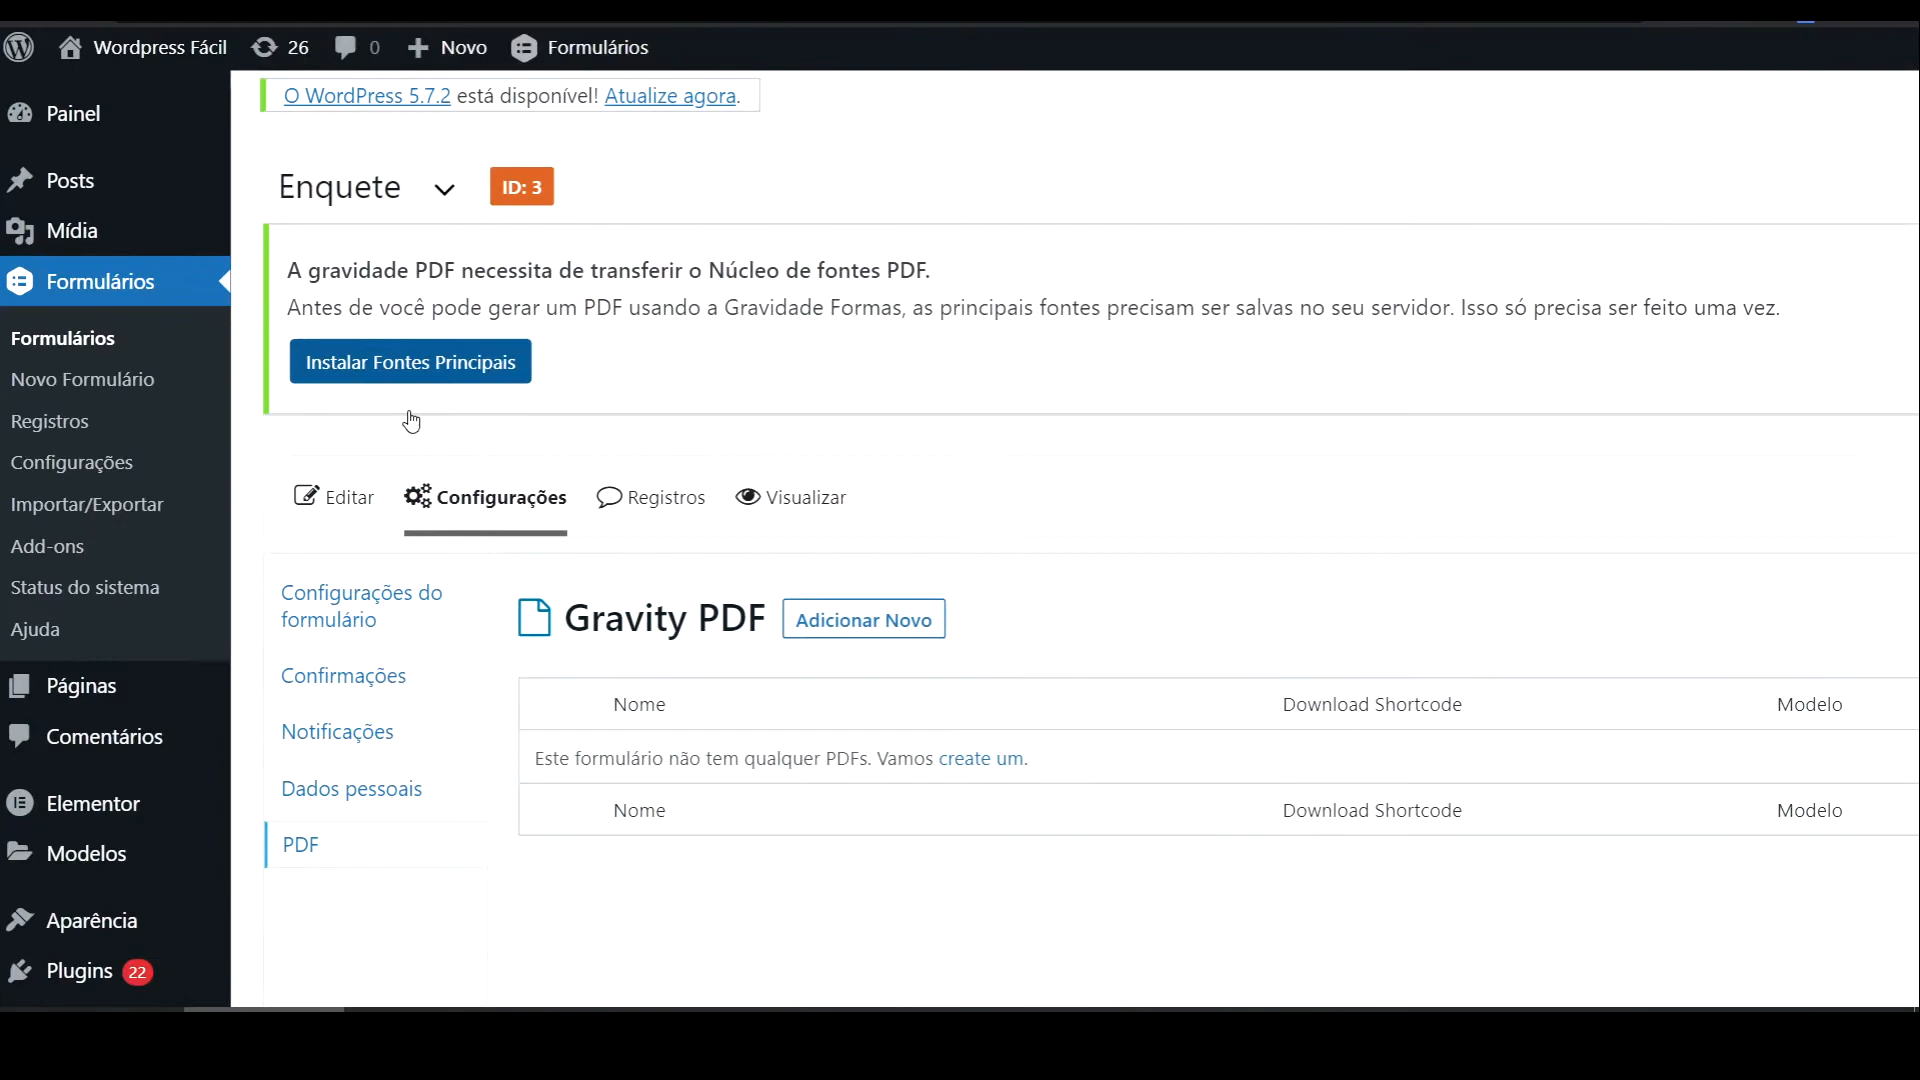 Wordpress Fácil 26 0 Novo Formulários
O WordPress 5.7.2 está disponível! Atualize agora.
Painel
Posts
Mídia
Formulários
Formulários
Novo Formulário
Registros
Configurações
Importar/Exportar
Add-ons
Status do sistema
Ajuda
Páginas
Comentários
Elementor
Modelos
Aparência
Plugins 22
Enquete ID: 3
A gravidade PDF necessita de transferir o Núcleo de fontes PDF.
Antes de você pode gerar um PDF usando a Gravidade Formas, as principais fontes precisam ser salvas no seu servidor. Isso só precisa ser feito uma vez.
Instalar Fontes Principais
Editar Configurações Registros Visualizar
Configurações do
formulário
Confirmações
Notificações
Dados pessoais
PDF
Gravity PDF Adicionar Novo
Nome Download Shortcode Modelo
Este formulário não tem qualquer PDFs. Vamos create um.
Nome Download Shortcode Modelo